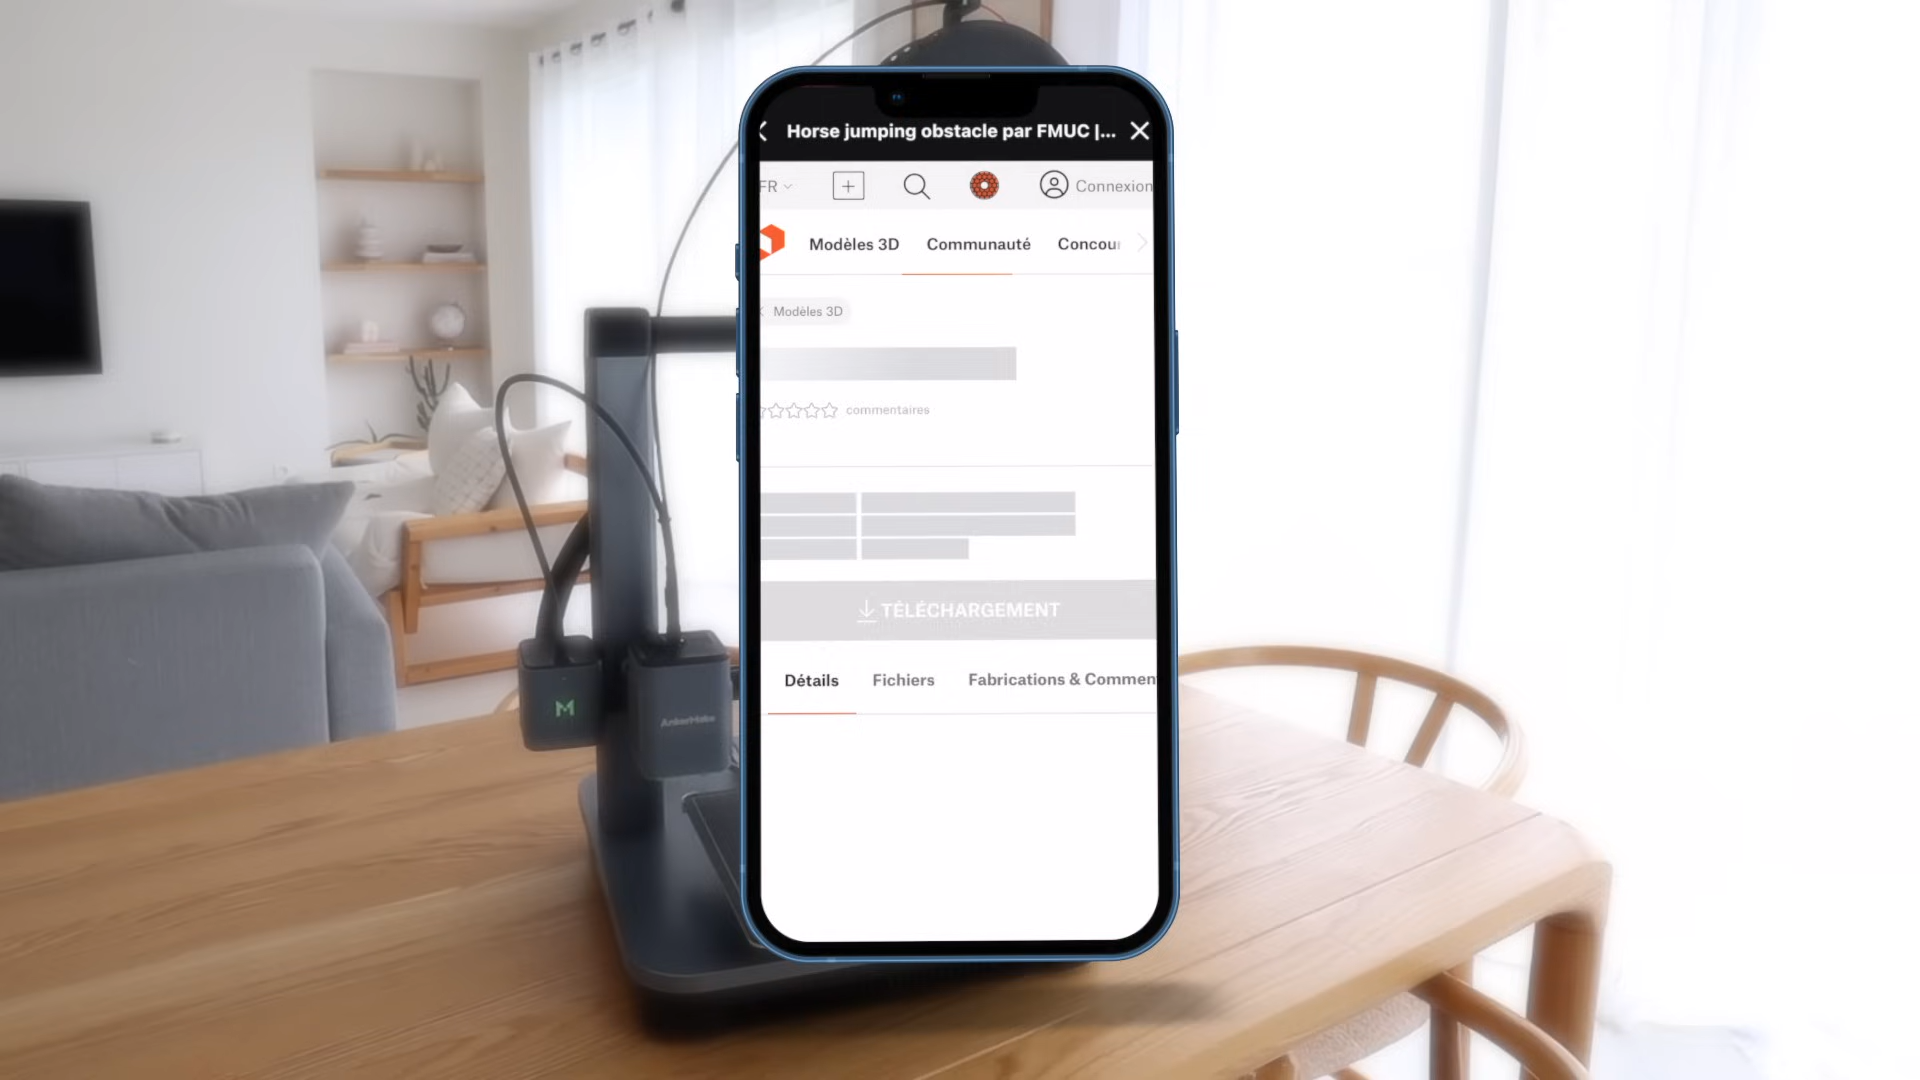 Horse jumping obstacle par FMUC |...
FR
Connexion
Modèles 3D
Communauté
Concour
Modèles 3D
commentaires
TÉLÉCHARGEMENT
Détails
Fichiers
Fabrications & Commen
M
AnkerMake